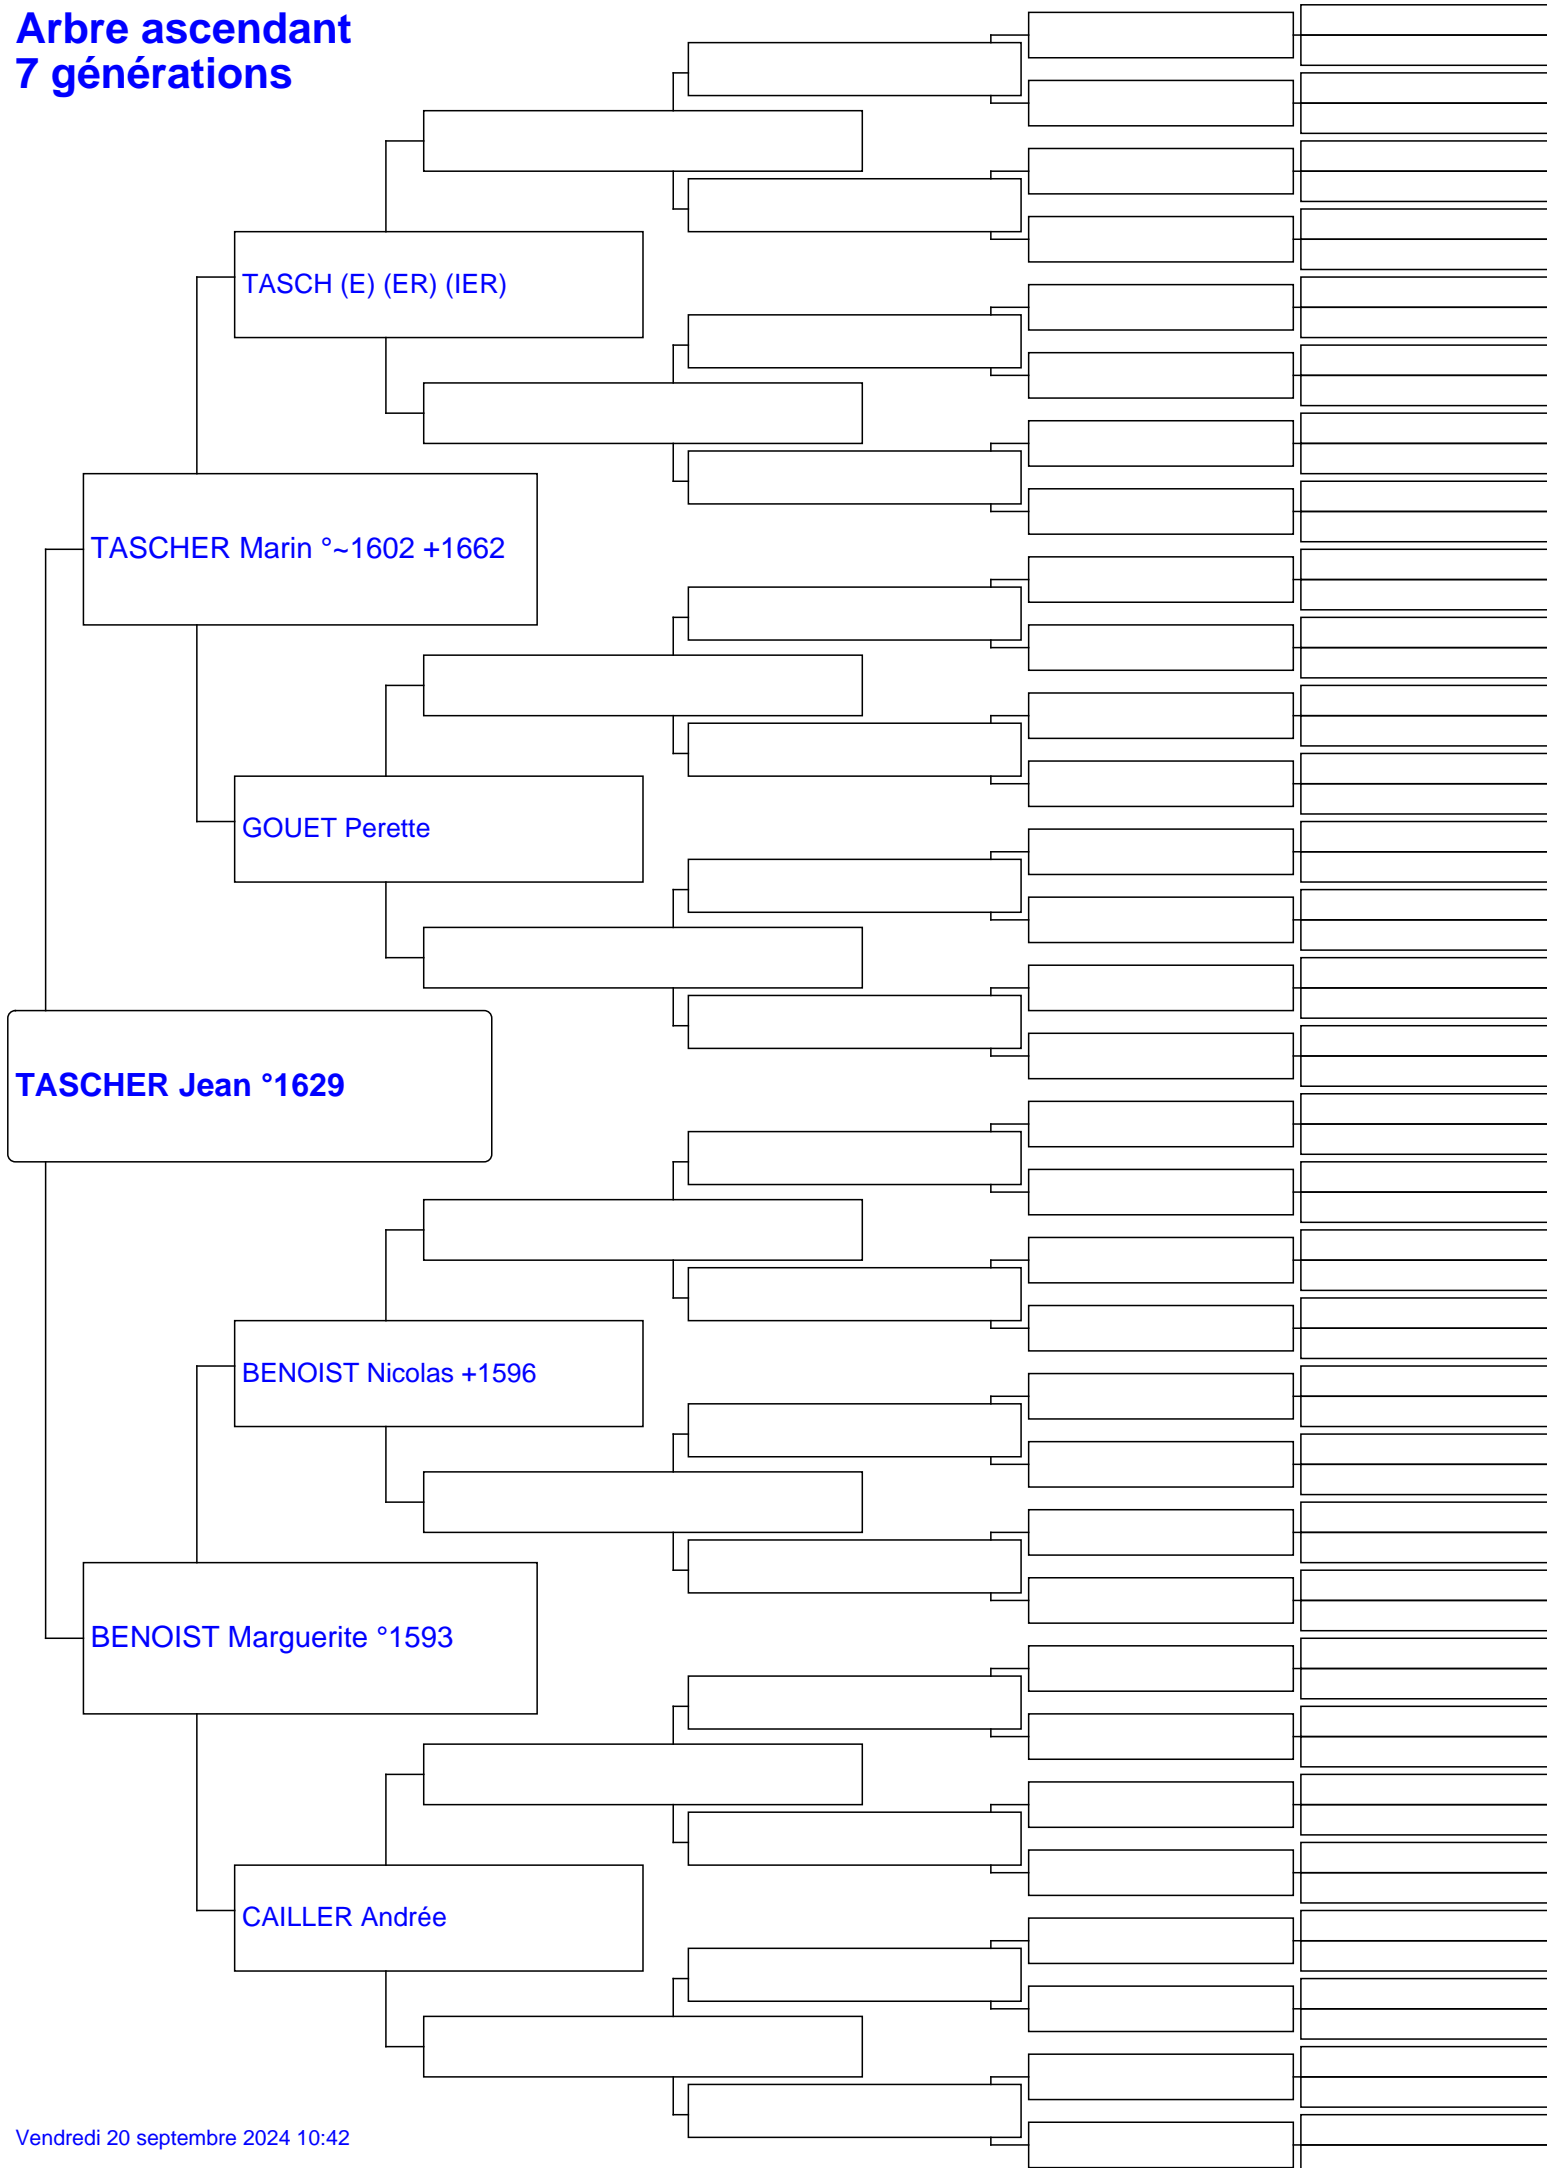 Arbre ascendant
7 générations
TASCH (E) (ER) (IER)
TASCHER Marin °~1602 +1662
GOUET Perette
TASCHER Jean °1629
BENOIST Nicolas +1596
BENOIST Marguerite °1593
CAILLER Andrée
Vendredi 20 septembre 2024 10:42